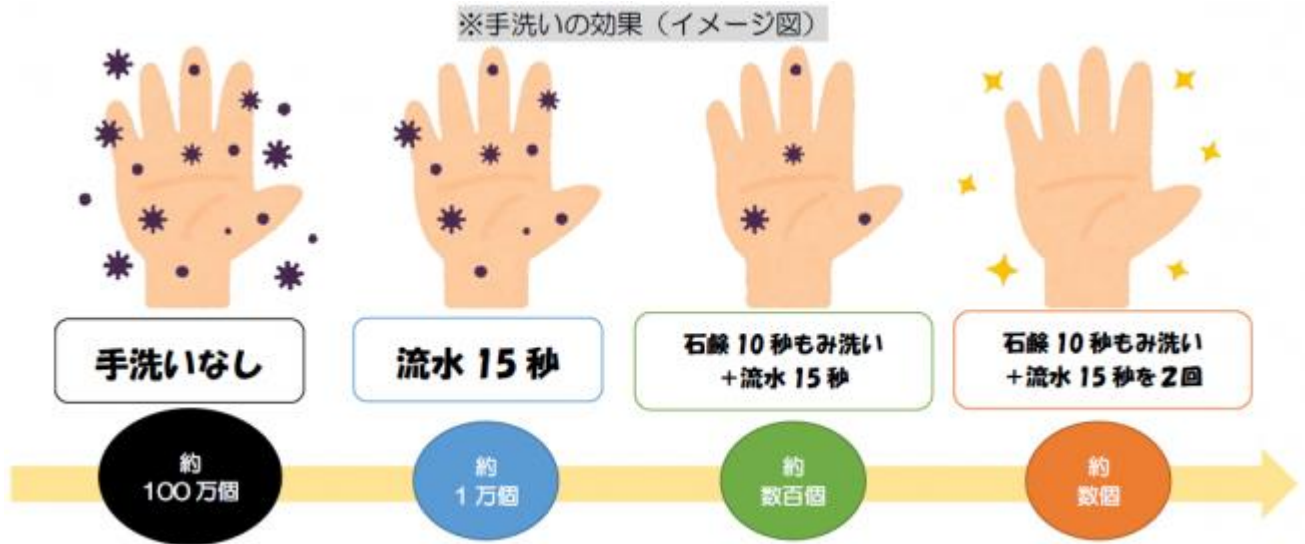 ※手洗いの効果（イメージ図）
手洗いなし
流水 15 秒
石鹸 10 秒もみ洗い
＋流水 15 秒
石鹸 10 秒もみ洗い
＋流水 15 秒を2回
約
100 万個
約
1 万個
約
数百個
約
数個